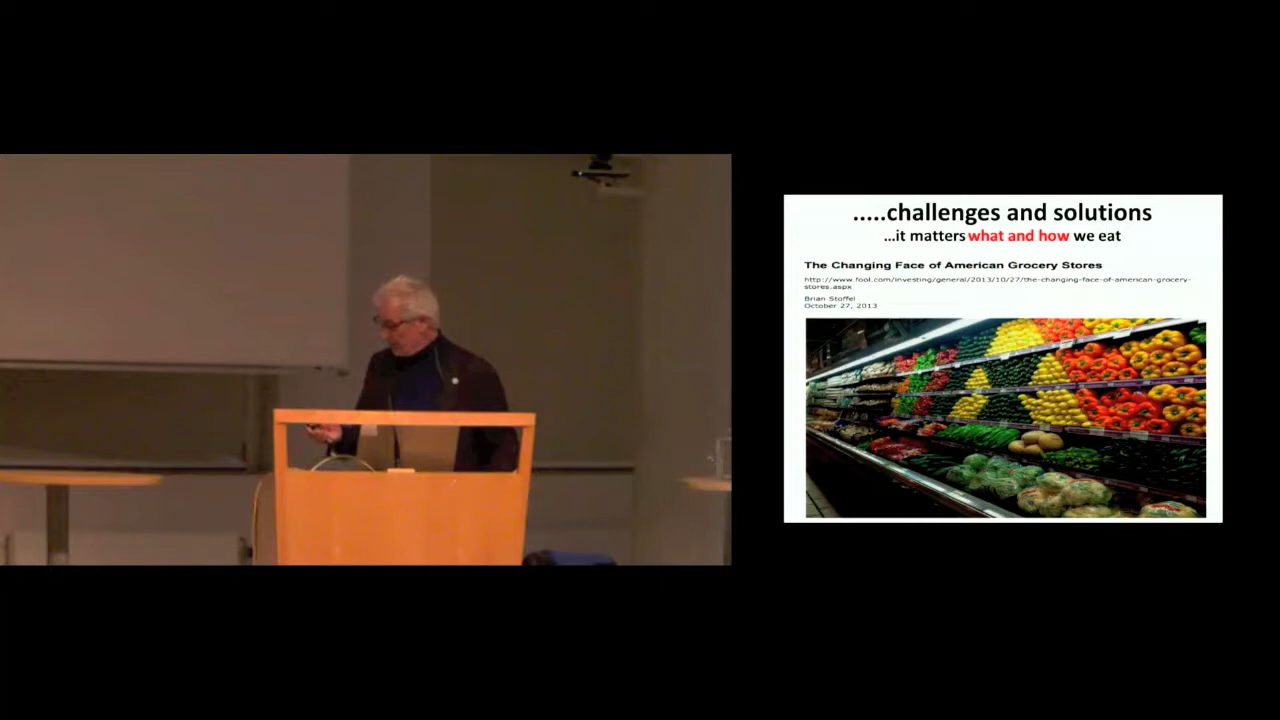 .....challenges and solutions
...it matters what and how we eat
The Changing Face of American Grocery Stores
http://www.fool.com/investing/general/2013/10/27/the-changing-face-of-american-grocery-
stores.aspx
Brian Stoffel
October 27, 2013